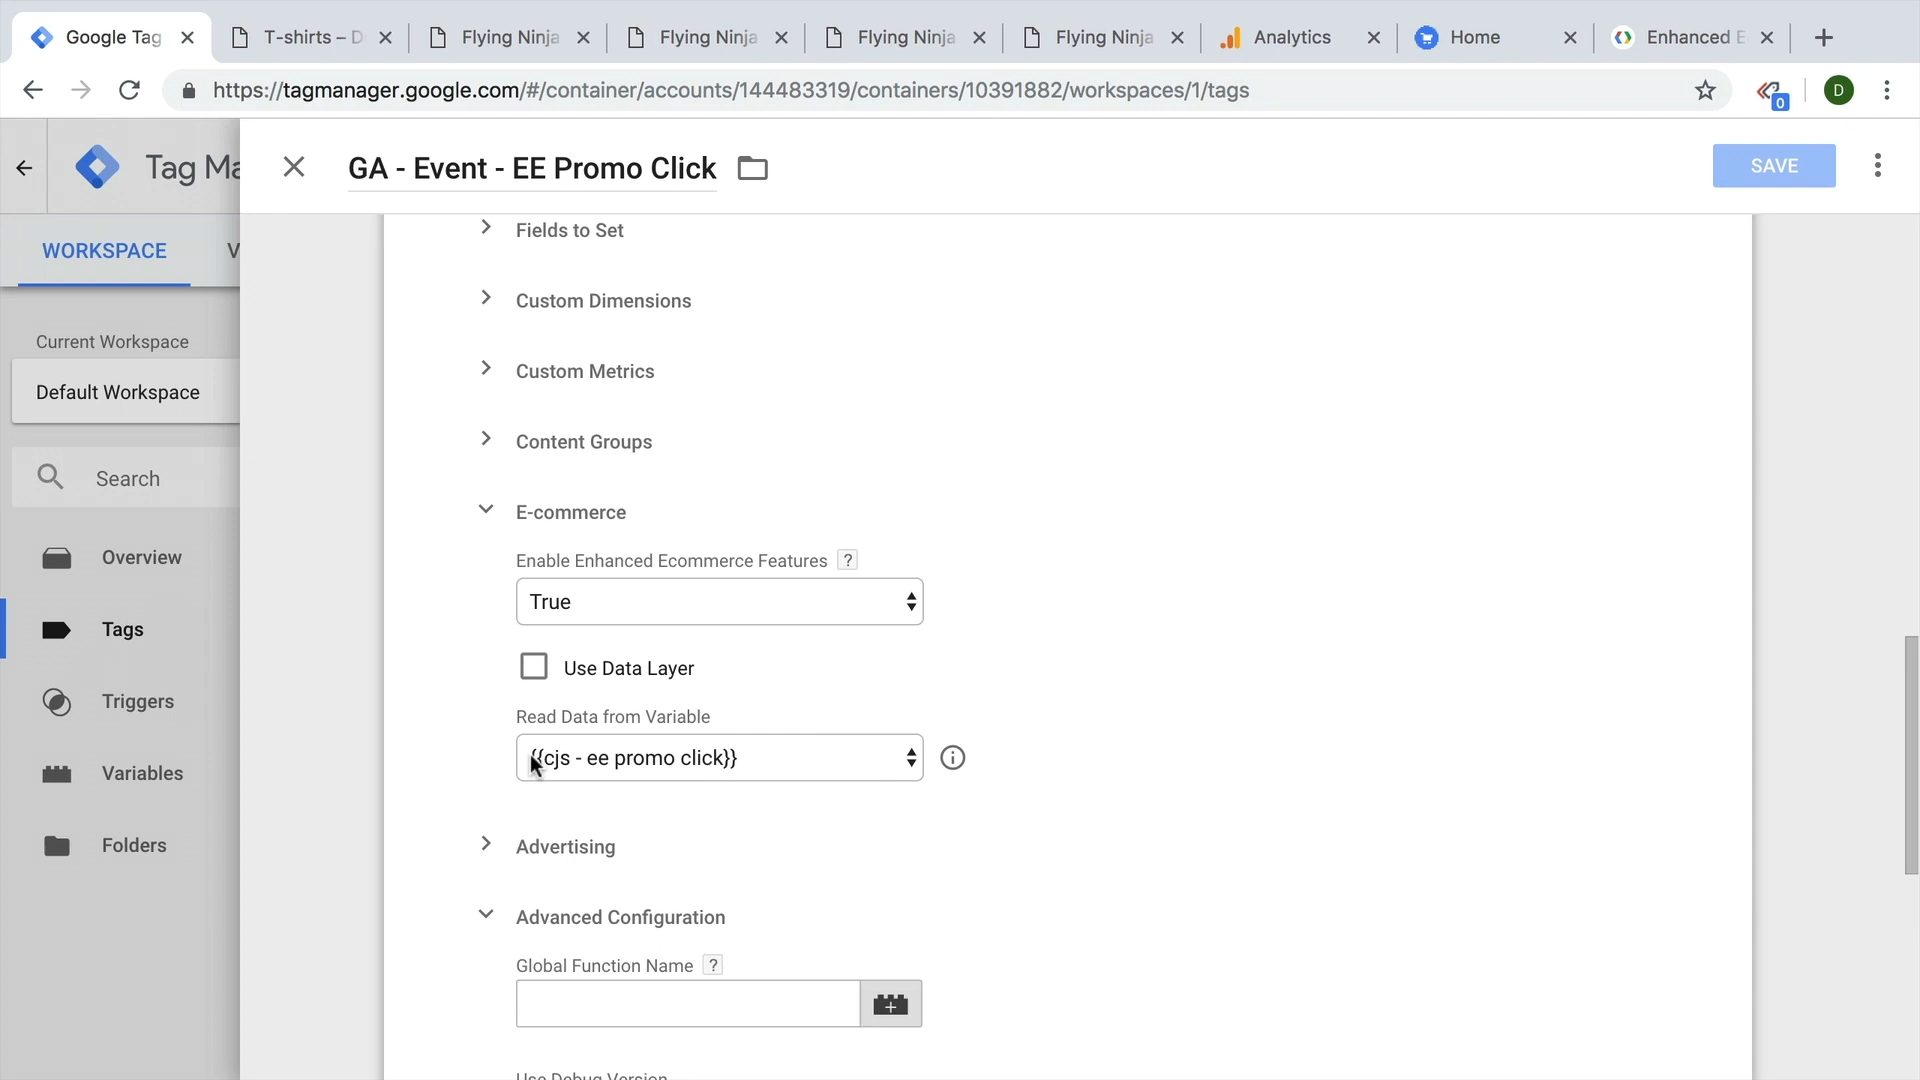 Google Tag
T-shirts – D
Flying Ninja
Flying Ninja
Flying Ninja
Flying Ninja
Analytics
Home
Enhanced E
https://tagmanager.google.com/#/container/accounts/144483319/containers/10391882/workspaces/1/tags
0
D
Tag Ma
GA - Event - EE Promo Click
SAVE
WORKSPACE
V
Current Workspace
Default Workspace
Search
Overview
Tags
Triggers
Variables
Folders
Fields to Set
Custom Dimensions
Custom Metrics
Content Groups
E-commerce
Enable Enhanced Ecommerce Features ?
True
Use Data Layer
Read Data from Variable
{{cjs - ee promo click}}
Advertising
Advanced Configuration
Global Function Name ?
Use Debug Version